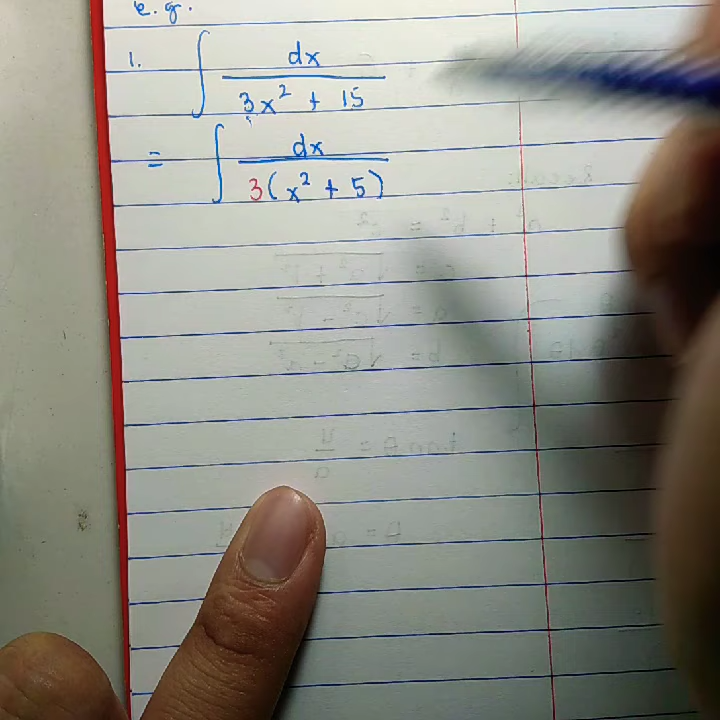 e.g.
1. ∫ dx / 3x² + 15
= ∫ dx / 3(x² + 5)